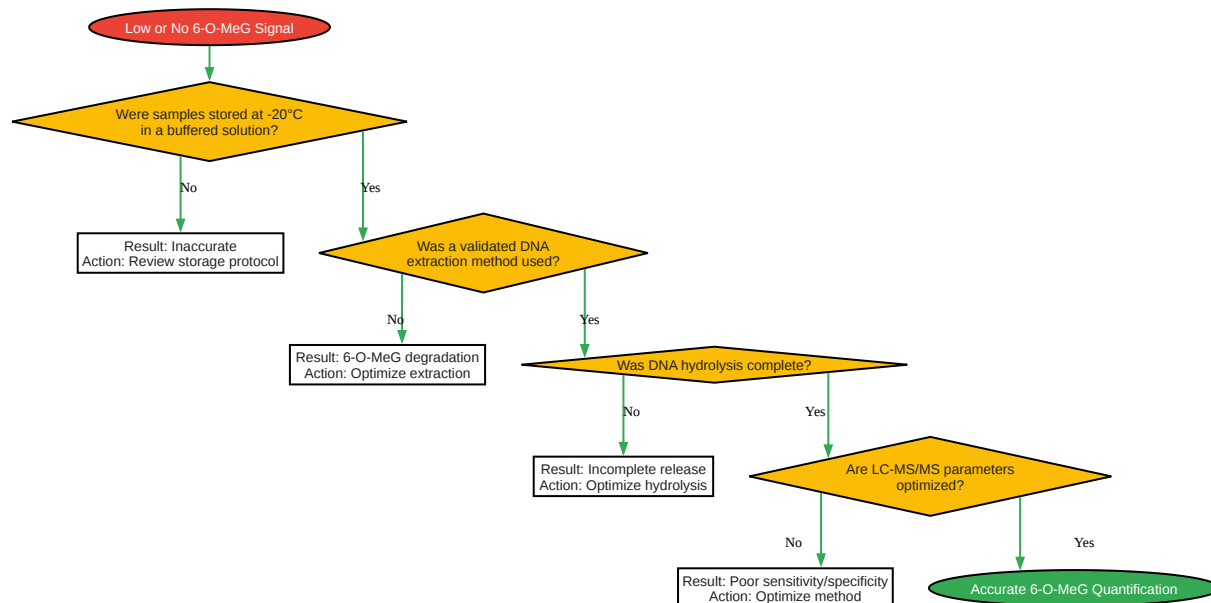 Low or No 6-O-MeG Signal
Were samples stored at -20°C
in a buffered solution?
No
Yes
Result: Inaccurate
Action: Review storage protocol
Was a validated DNA
extraction method used?
No
Yes
Result: 6-O-MeG degradation
Action: Optimize extraction
Was DNA hydrolysis complete?
No
Yes
Result: Incomplete release
Action: Optimize hydrolysis
Are LC-MS/MS parameters
optimized?
No
Yes
Result: Poor sensitivity/specificity
Action: Optimize method
Accurate 6-O-MeG Quantification